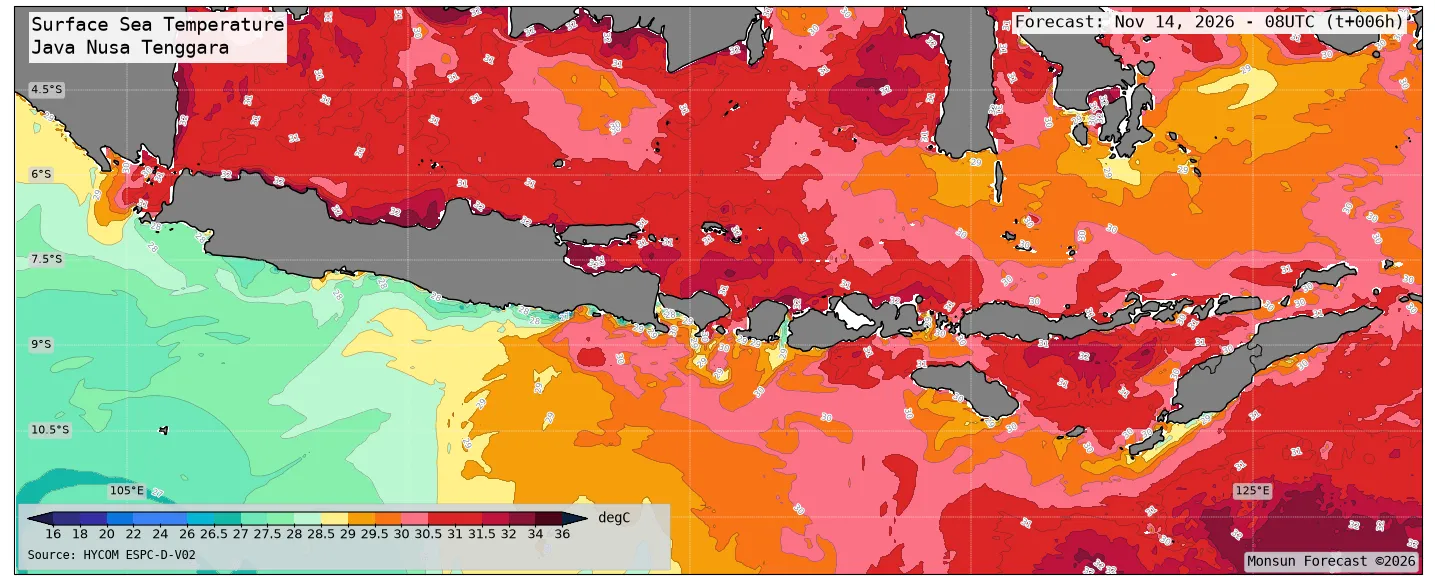 Surface Sea Temperature
Java Nusa Tenggara
Forecast: Nov 14, 2026 - 08UTC (t+006h)
4.5°S
6°S
7.5°S
9°S
10.5°S
105°E
125°E
16 18 20 22 24 26 26.5 27 27.5 28 28.5 29 29.5 30 30.5 31 31.5 32 34 36
degC
Source: HYCOM ESPC-D-V02
Monsun Forecast ©2026